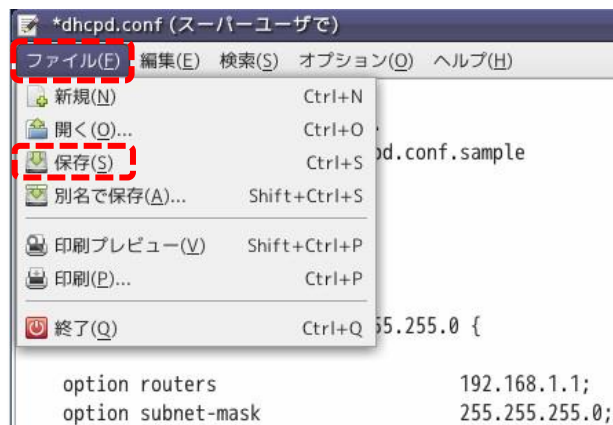 *dhcpd.conf (スーパーユーザで)
ファイル(F) 編集(E) 検索(S) オプション(O) ヘルプ(H)
新規(N) Ctrl+N
開く(O)... Ctrl+O
保存(S) Ctrl+S
d.conf.sample
別名で保存(A)... Shift+Ctrl+S
印刷プレビュー(V) Shift+Ctrl+P
印刷(P)... Ctrl+P
終了(Q) Ctrl+Q
55.255.0 {
option routers 192.168.1.1;
option subnet-mask 255.255.255.0;